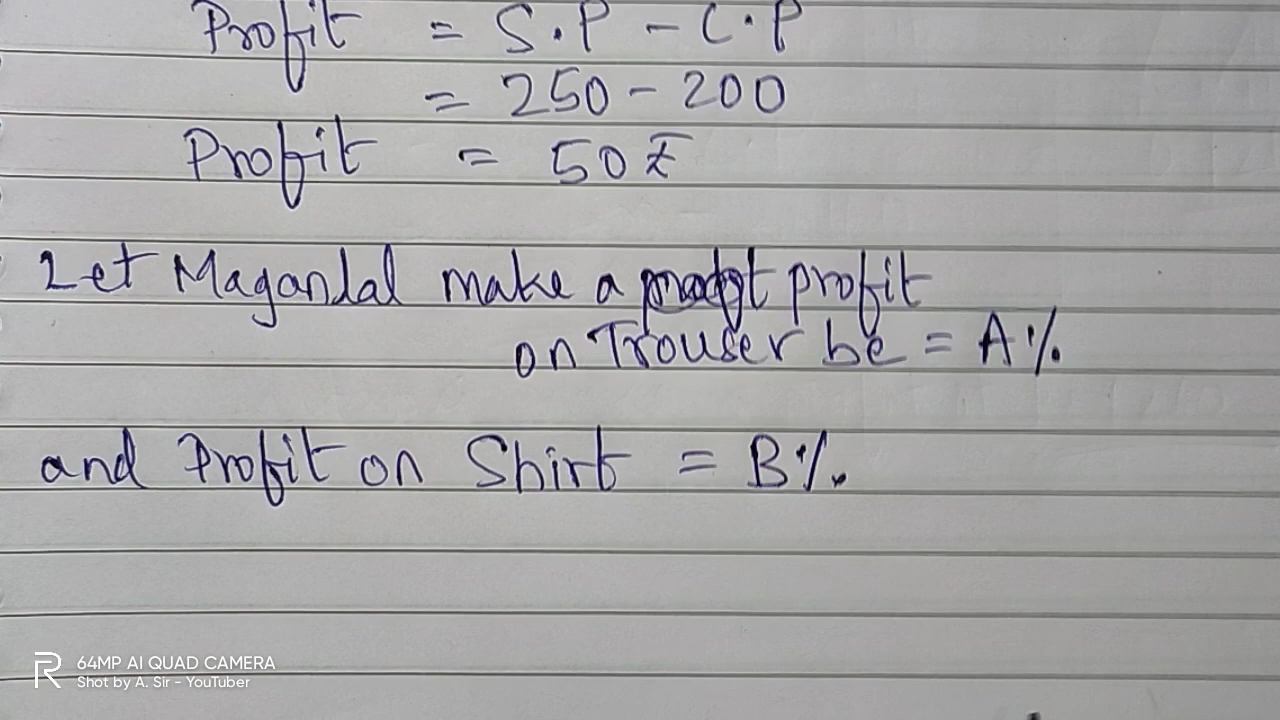 Profit = S.P - C.P
= 250 - 200
Profit = 50 ₹
Let Maganlal make a profit
on Trouser be = A%
and Profit on Shirt = B%
64MP AI QUAD CAMERA
Shot by A. Sir - YouTuber